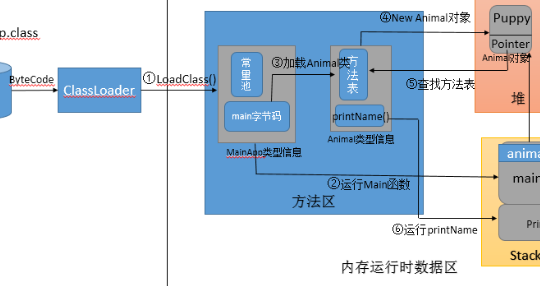 ④New Animal对象
Puppy
p.class
Pointer
ByteCode
①LoadClass()
常量池
③加载Animal类
方法表
Animal对象
ClassLoader
⑤查找方法表
堆
main字节码
printName()
MainApp类型信息
Animal类型信息
anima
②运行Main函数
main
方法区
⑥运行printName
Pri
Stack
内存运行时数据区